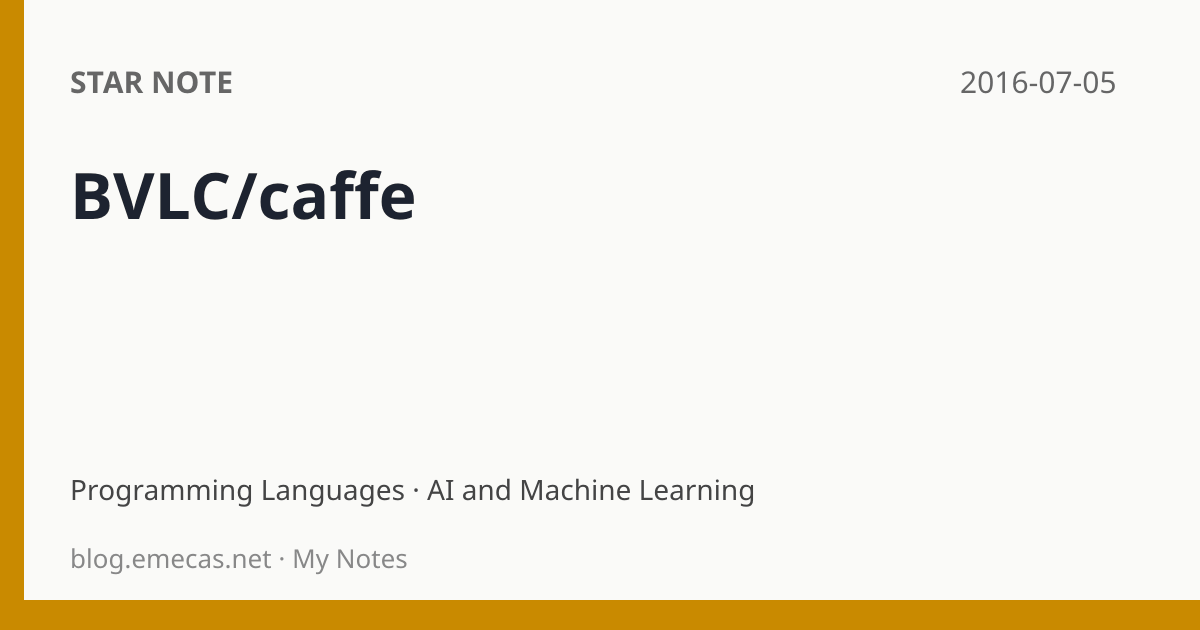 STAR NOTE
2016-07-05
BVLC/caffe
Programming Languages · AI and Machine Learning
blog.emecas.net · My Notes